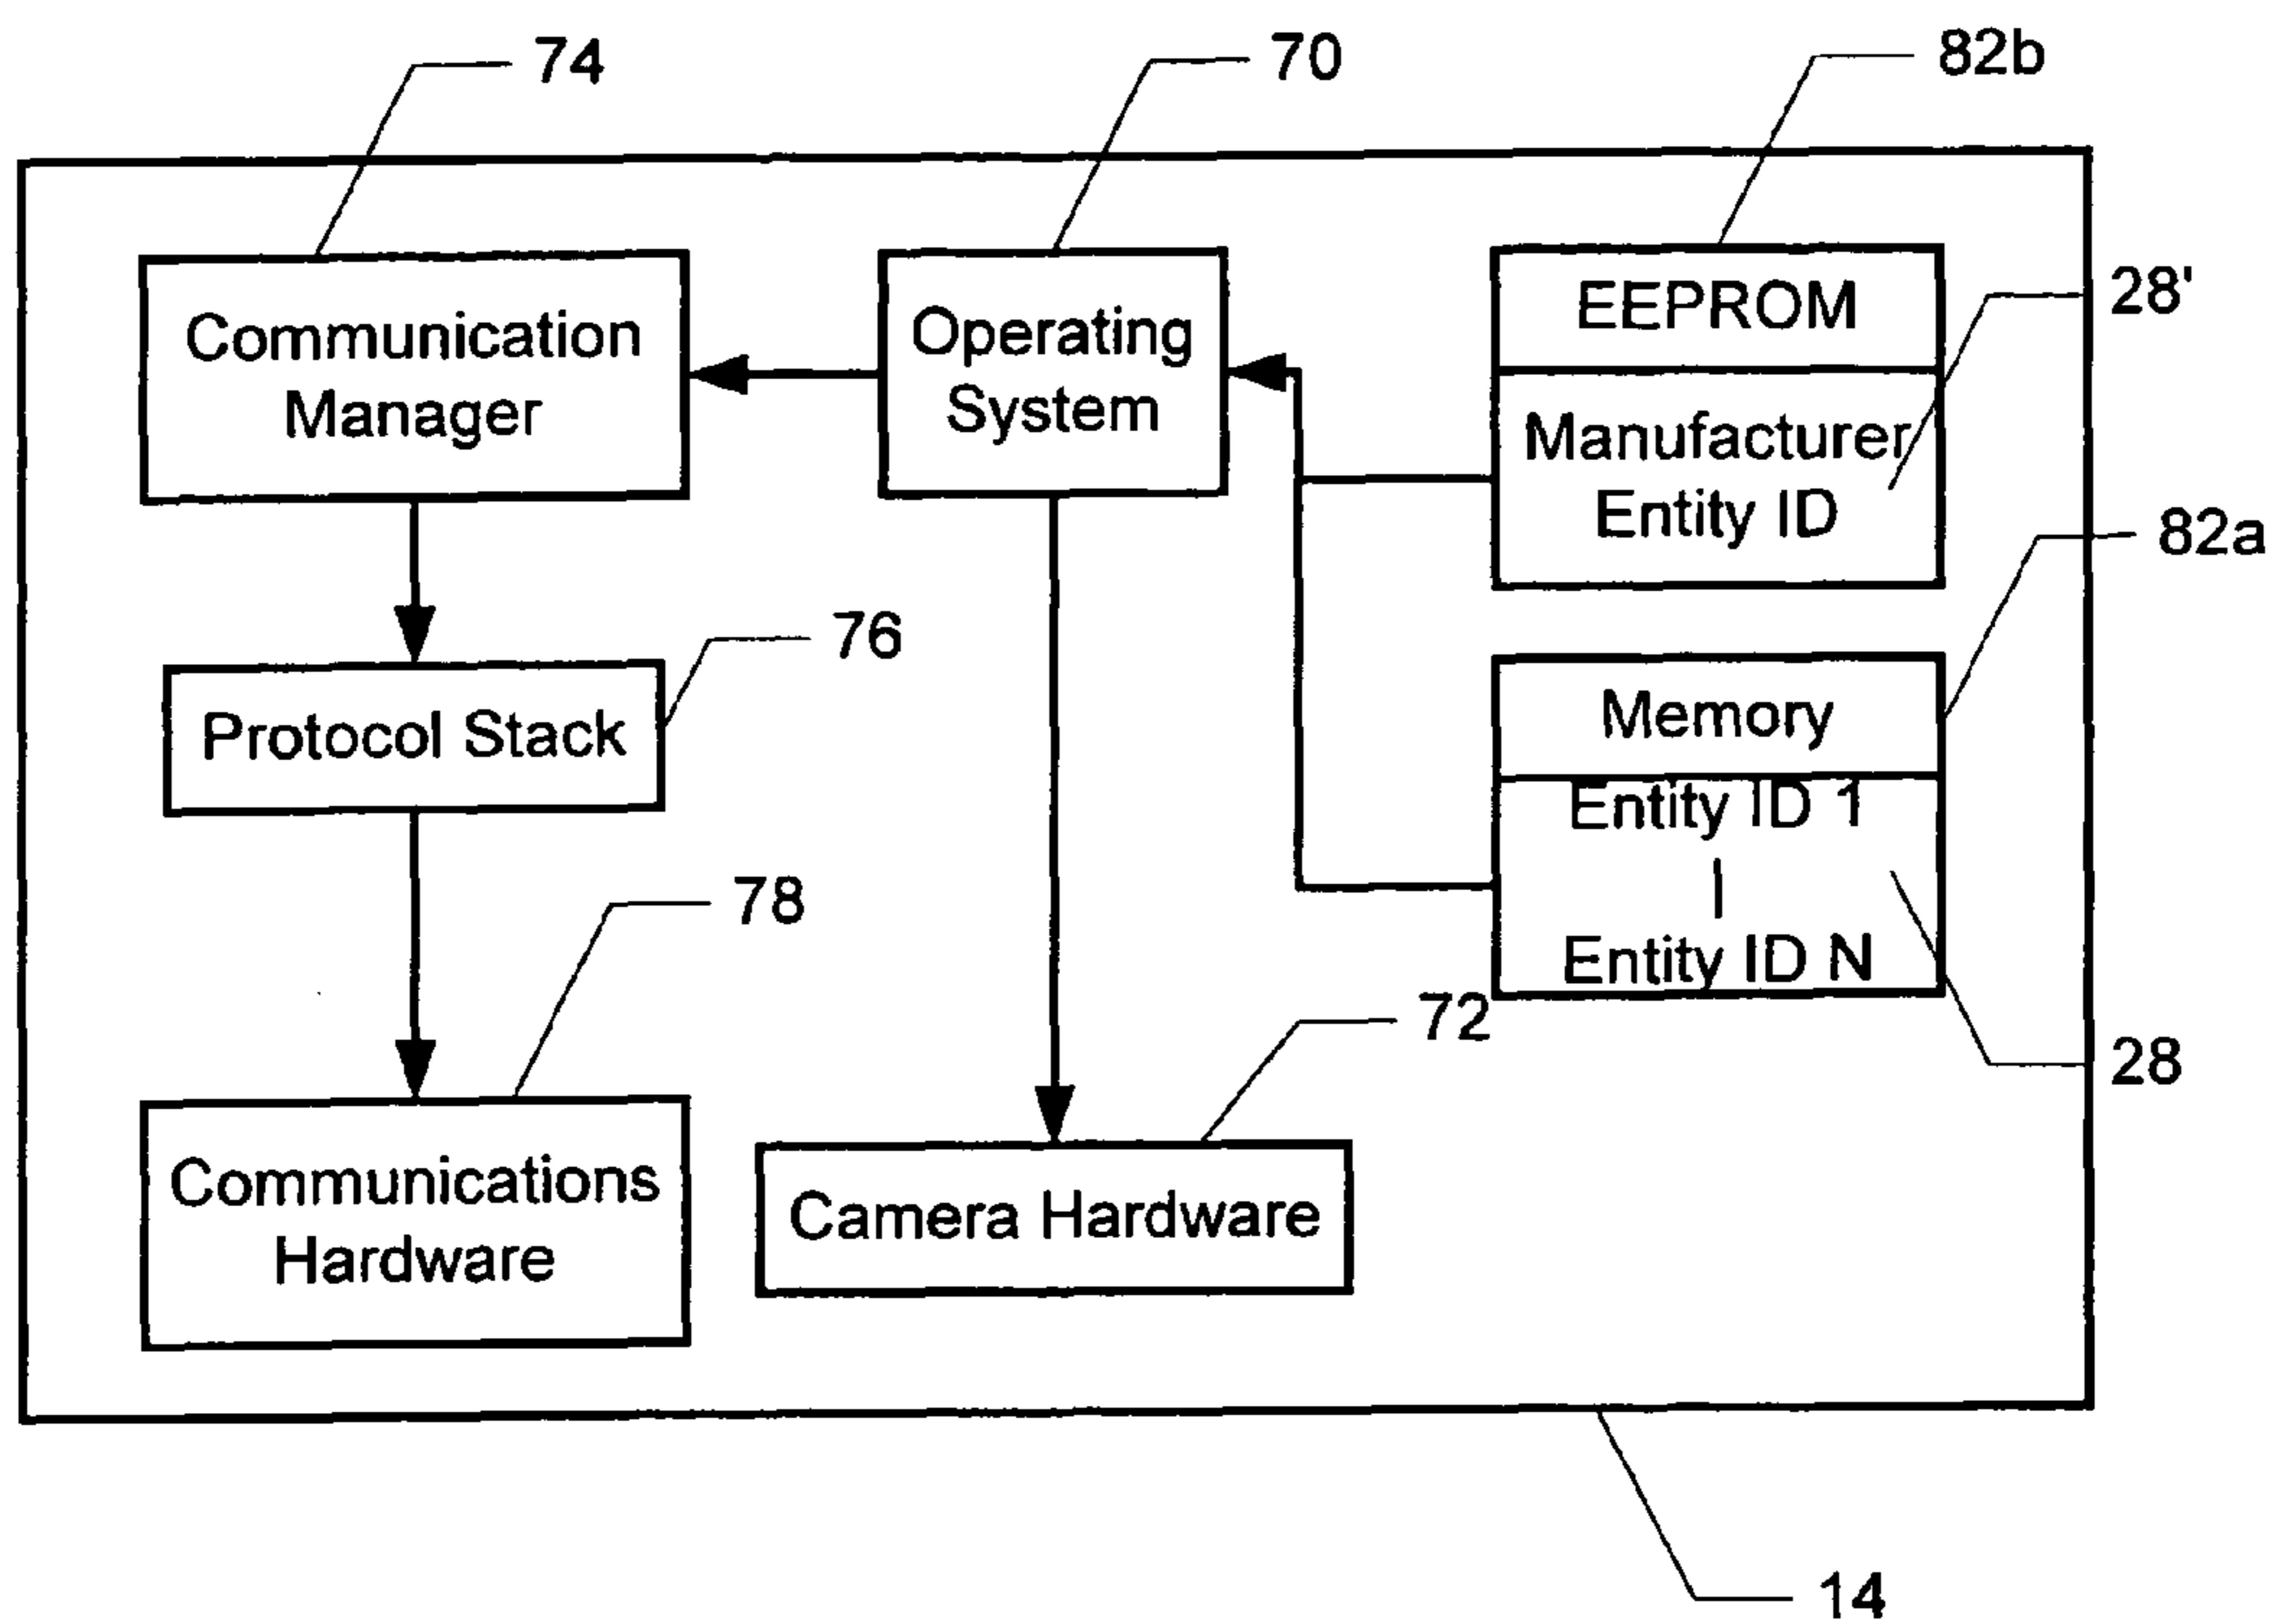 74
70
82b
Communication
Manager
Operating
System
EEPROM
Manufacturer
Entity ID
28'
82a
76
Protocol Stack
Memory
Entity ID 1
Entity ID N
78
72
28
Communications
Hardware
Camera Hardware
14